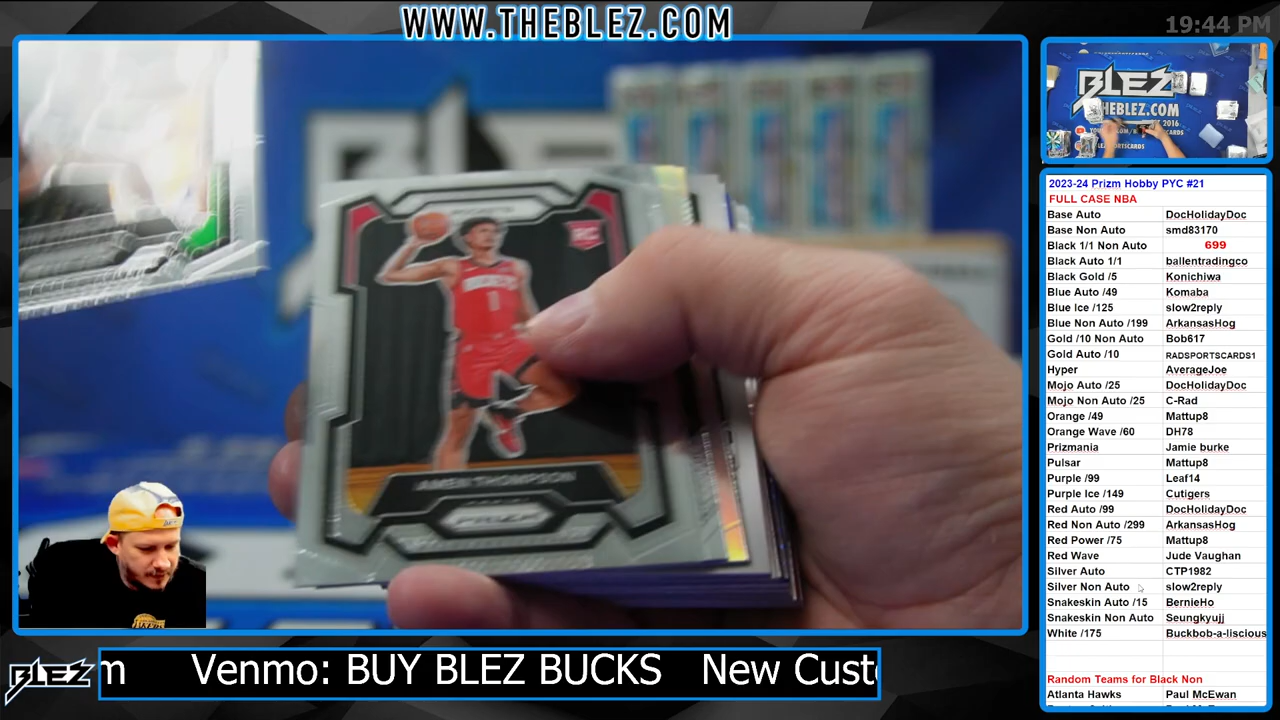 WWW.THEBLEZ.COM
19:44 PM
BLEZ
THEBLEZ.COM
2023-24 Prizm Hobby PYC #21
FULL CASE NBA
Base Auto DocHolidayDoc
Base Non Auto smd83170
Black 1/1 Non Auto 699
Black Auto 1/1 ballentradingco
Black Gold /5 Konichiwa
Blue Auto /49 Komaba
Blue Ice /125 slow2reply
Blue Non Auto /199 ArkansasHog
Gold /10 Non Auto Bob617
Gold Auto /10 RADSPORTSCARDS1
Hyper AverageJoe
Mojo Auto /25 DocHolidayDoc
Mojo Non Auto /25 C-Rad
Orange /49 Mattup8
Orange Wave /60 DH78
Prizmania Jamie burke
Pulsar Mattup8
Purple /99 Leaf14
Purple Ice /149 Cutigers
Red Auto /99 DocHolidayDoc
Red Non Auto /299 ArkansasHog
Red Power /75 Mattup8
Red Wave Jude Vaughan
Silver Auto CTP1982
Silver Non Auto slow2reply
Snakeskin Auto /15 BernieHo
Snakeskin Non Auto Seungkyujj
White /175 Buckbob-a-liscious
Random Teams for Black Non
Atlanta Hawks Paul McEwan
RC
1
AMEN THOMPSON
PRIZM
BLEZ
m Venmo: BUY BLEZ BUCKS New Custo